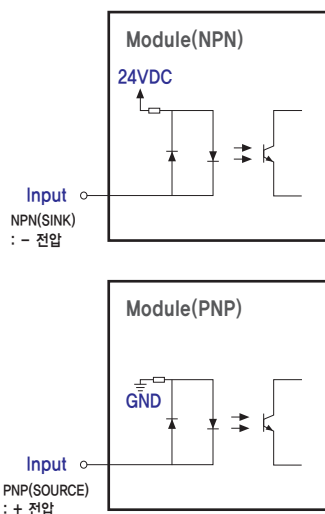 Module(NPN)
24VDC
Input
NPN(SINK)
: – 전압
Module(PNP)
GND
Input
PNP(SOURCE)
: + 전압